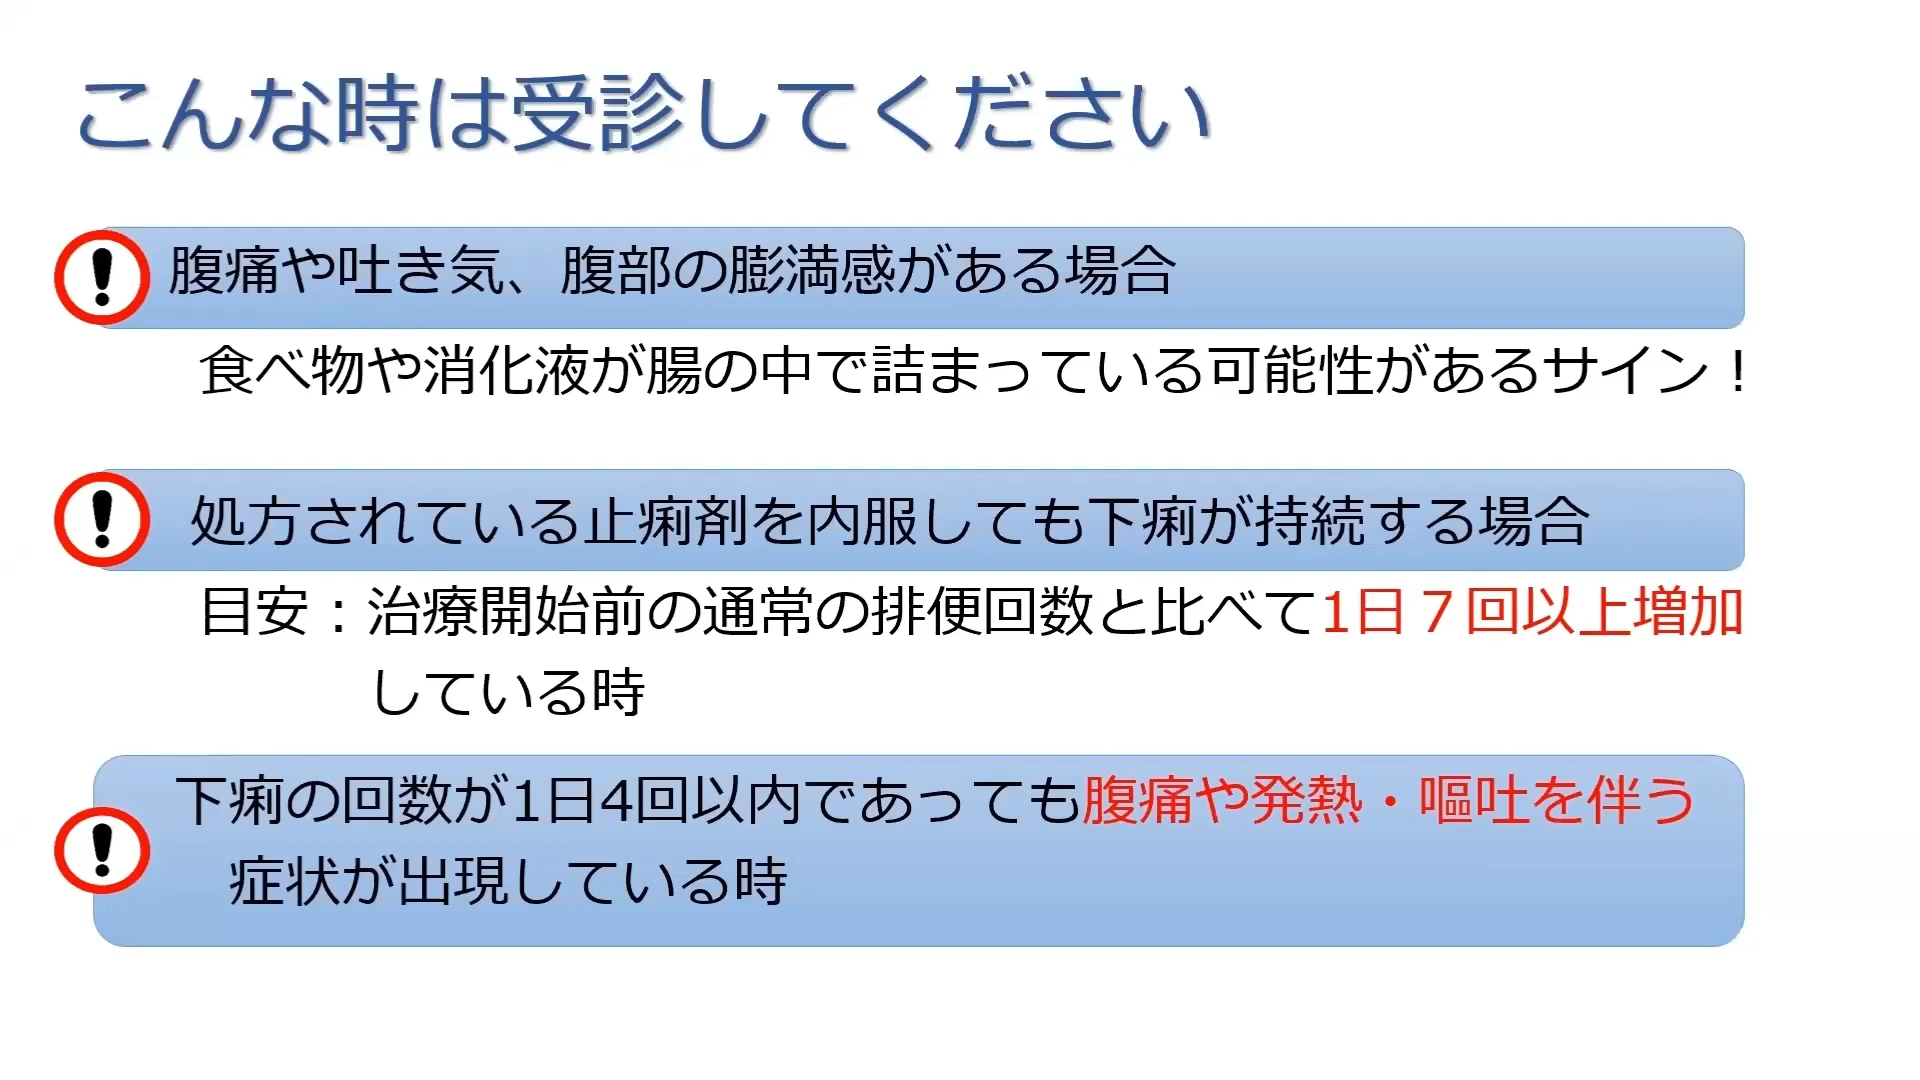 こんな時は受診してください
腹痛や吐き気、腹部の膨満感がある場合
食べ物や消化液が腸の中で詰まっている可能性があるサイン！
処方されている止痢剤を内服しても下痢が持続する場合
目安：治療開始前の通常の排便回数と比べて1日７回以上増加
している時
下痢の回数が1日4回以内であっても腹痛や発熱・嘔吐を伴う
症状が出現している時